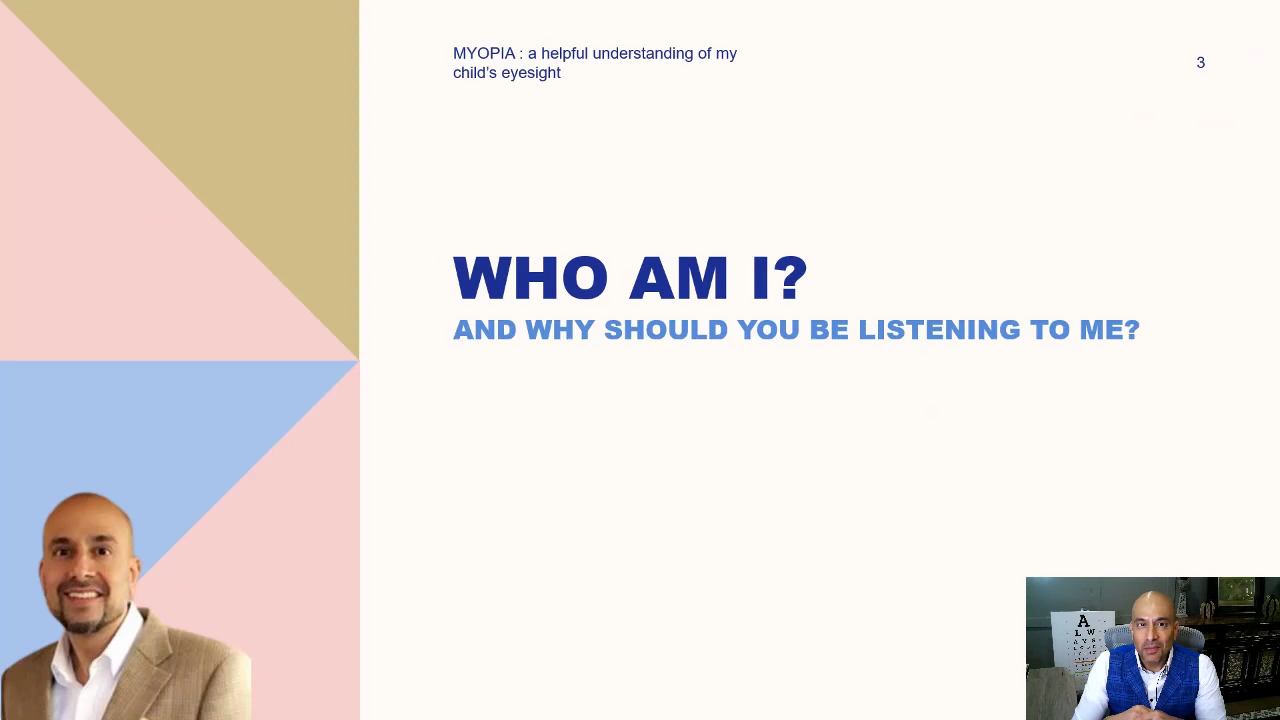 MYOPIA : a helpful understanding of my
child's eyesight
3
WHO AM I?
AND WHY SHOULD YOU BE LISTENING TO ME?
A
L W